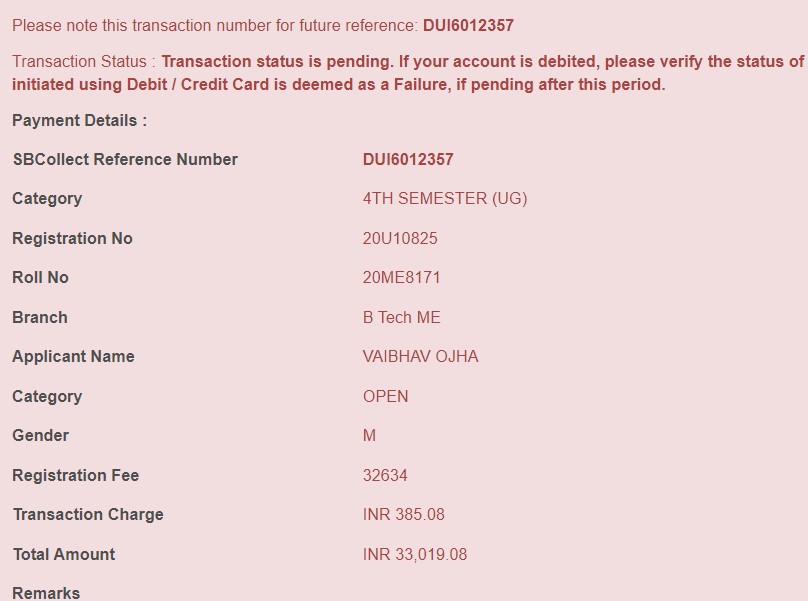 Please note this transaction number for future reference: DUI6012357
Transaction Status : Transaction status is pending. If your account is debited, please verify the status of
initiated using Debit / Credit Card is deemed as a Failure, if pending after this period.
Payment Details :
SBCollect Reference Number DUI6012357
Category 4TH SEMESTER (UG)
Registration No 20U10825
Roll No 20ME8171
Branch B Tech ME
Applicant Name VAIBHAV OJHA
Category OPEN
Gender M
Registration Fee 32634
Transaction Charge INR 385.08
Total Amount INR 33,019.08
Remarks